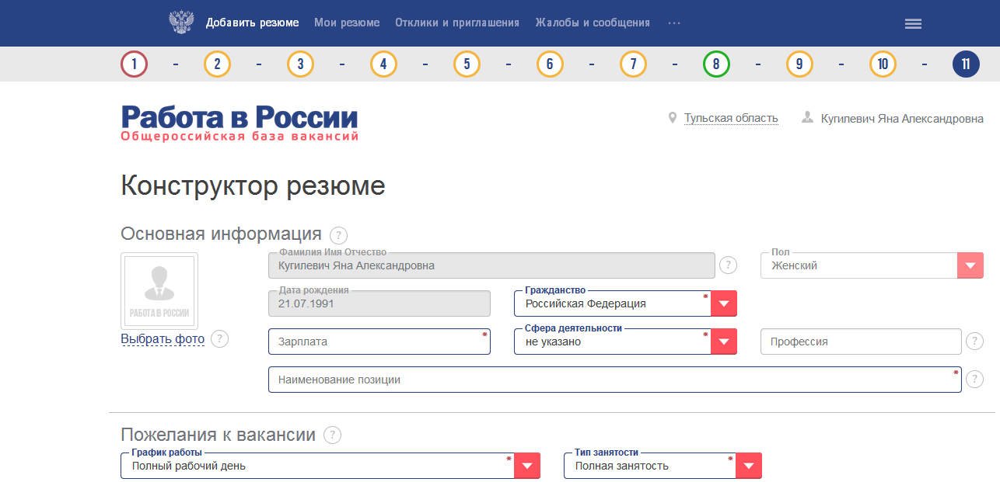 Добавить резюме Мои резюме Отклики и приглашения Жалобы и сообщения ...
1 - 2 - 3 - 4 - 5 - 6 - 7 - 8 - 9 - 10 - 11
Работа в России
Общероссийская база вакансий
Тульская область Кугилевич Яна Александровна
Конструктор резюме
Основная информация ?
РАБОТА В РОССИИ
Выбрать фото ?
Фамилия Имя Отчество
Кугилевич Яна Александровна ?
Пол
Женский
Дата рождения
21.07.1991
Гражданство *
Российская Федерация
Зарплата *
Сфера деятельности *
не указано
Профессия ?
Наименование позиции * ?
Пожелания к вакансии ?
График работы *
Полный рабочий день
Тип занятости *
Полная занятость